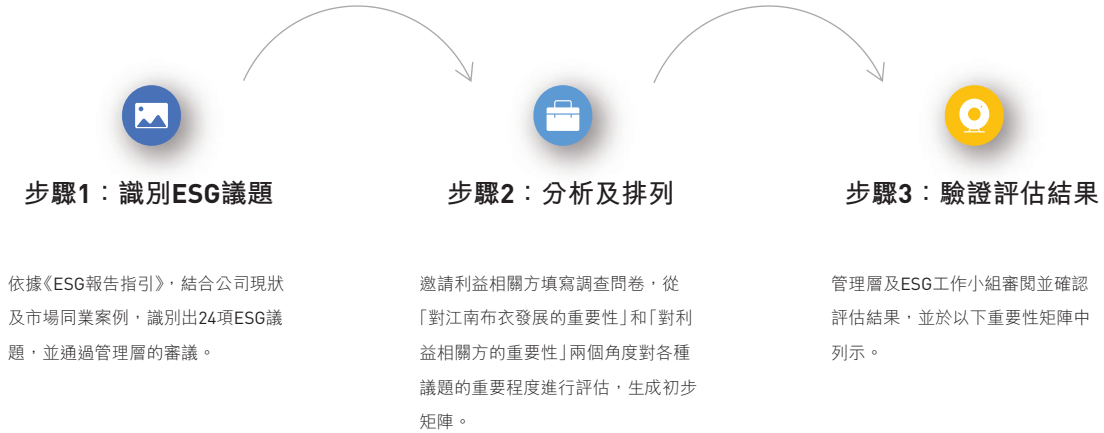 步驟1：識別ESG議題
依據《ESG報告指引》，結合公司現狀
及市場同業案例，識別出24項ESG議
題，並通過管理層的審議。
步驟2：分析及排列
邀請利益相關方填寫調查問卷，從
「對江南布衣發展的重要性」和「對利
益相關方的重要性」兩個角度對各種
議題的重要程度進行評估，生成初步
矩陣。
步驟3：驗證評估結果
管理層及ESG工作小組審閱並確認
評估結果，並於以下重要性矩陣中
列示。